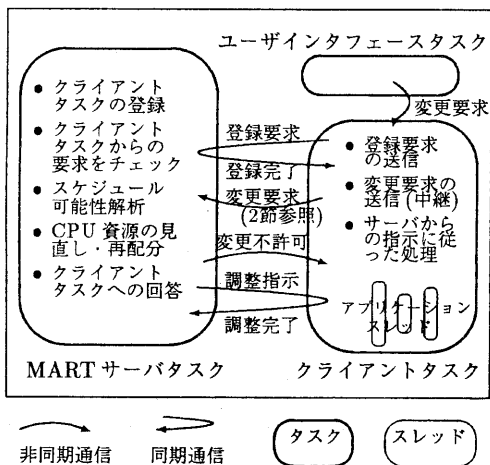 ユーザインタフェースタスク
変更要求
● クライアント
タスクの登録
● クライアント
タスクからの
要求をチェック
● スケジュール
可能性解析
● CPU 資源の見
直し・再配分
● クライアント
タスクへの回答
登録要求
登録完了
変更要求
(2節参照)
変更不許可
調整指示
調整完了
● 登録要求
の送信
● 変更要求の
送信 (中継)
● サーバから
の指示に従
った処理
アプリケーション
スレッド
MART サーバタスク
クライアントタスク
非同期通信
同期通信
タスク
スレッド